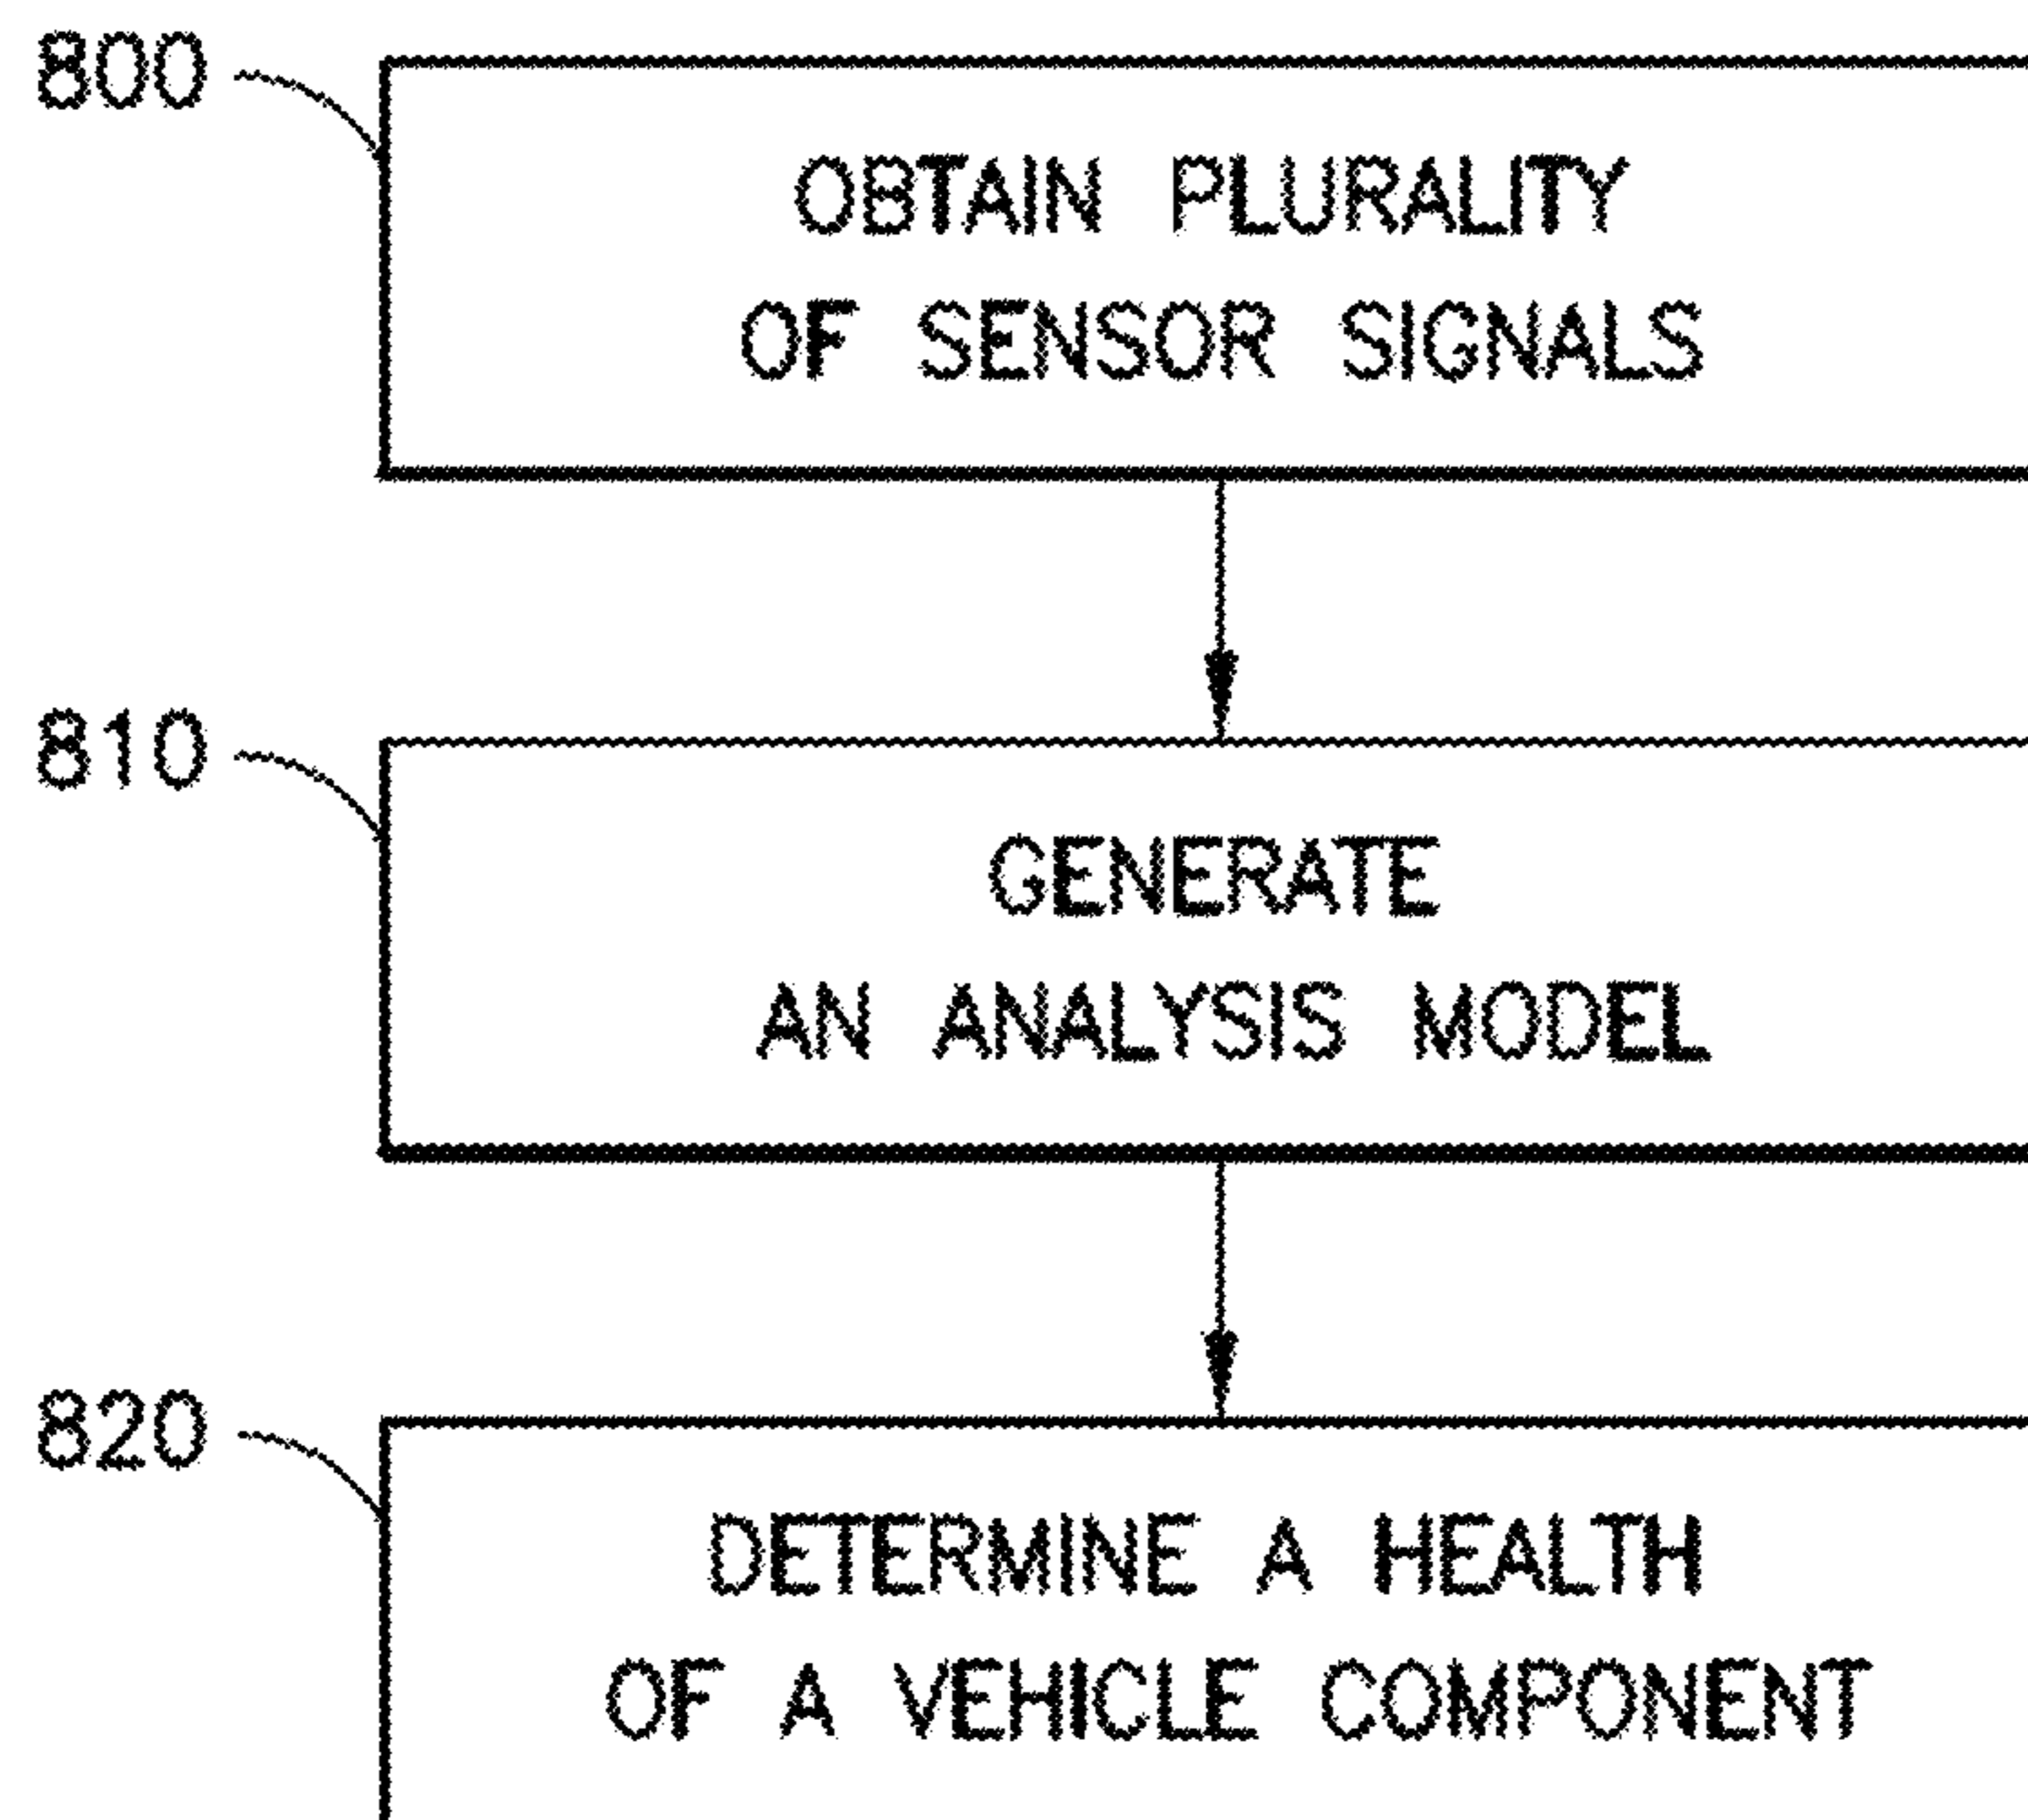 800
OBTAIN PLURALITY
OF SENSOR SIGNALS
810
GENERATE
AN ANALYSIS MODEL
820
DETERMINE A HEALTH
OF A VEHICLE COMPONENT